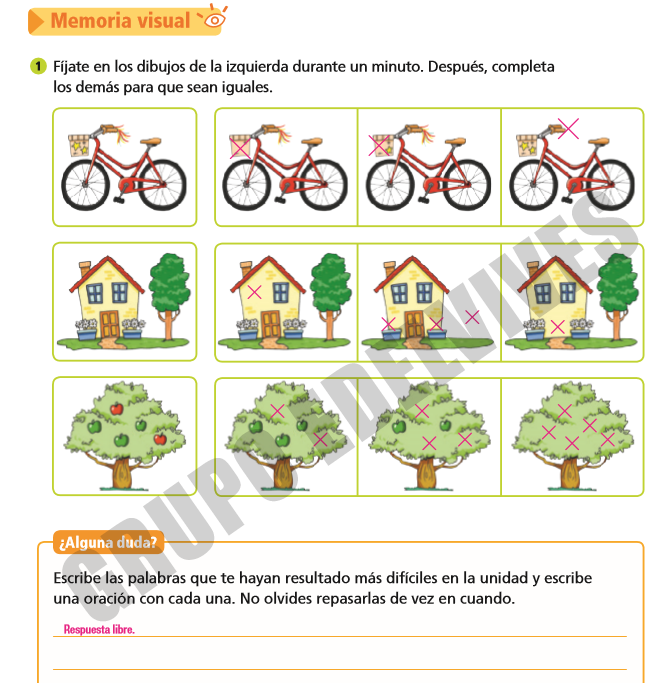 Memoria visual
1 Fíjate en los dibujos de la izquierda durante un minuto. Después, completa
los demás para que sean iguales.
GRUPO EDELVIVES
¿Alguna duda?
Escribe las palabras que te hayan resultado más difíciles en la unidad y escribe
una oración con cada una. No olvides repasarlas de vez en cuando.
Respuesta libre.